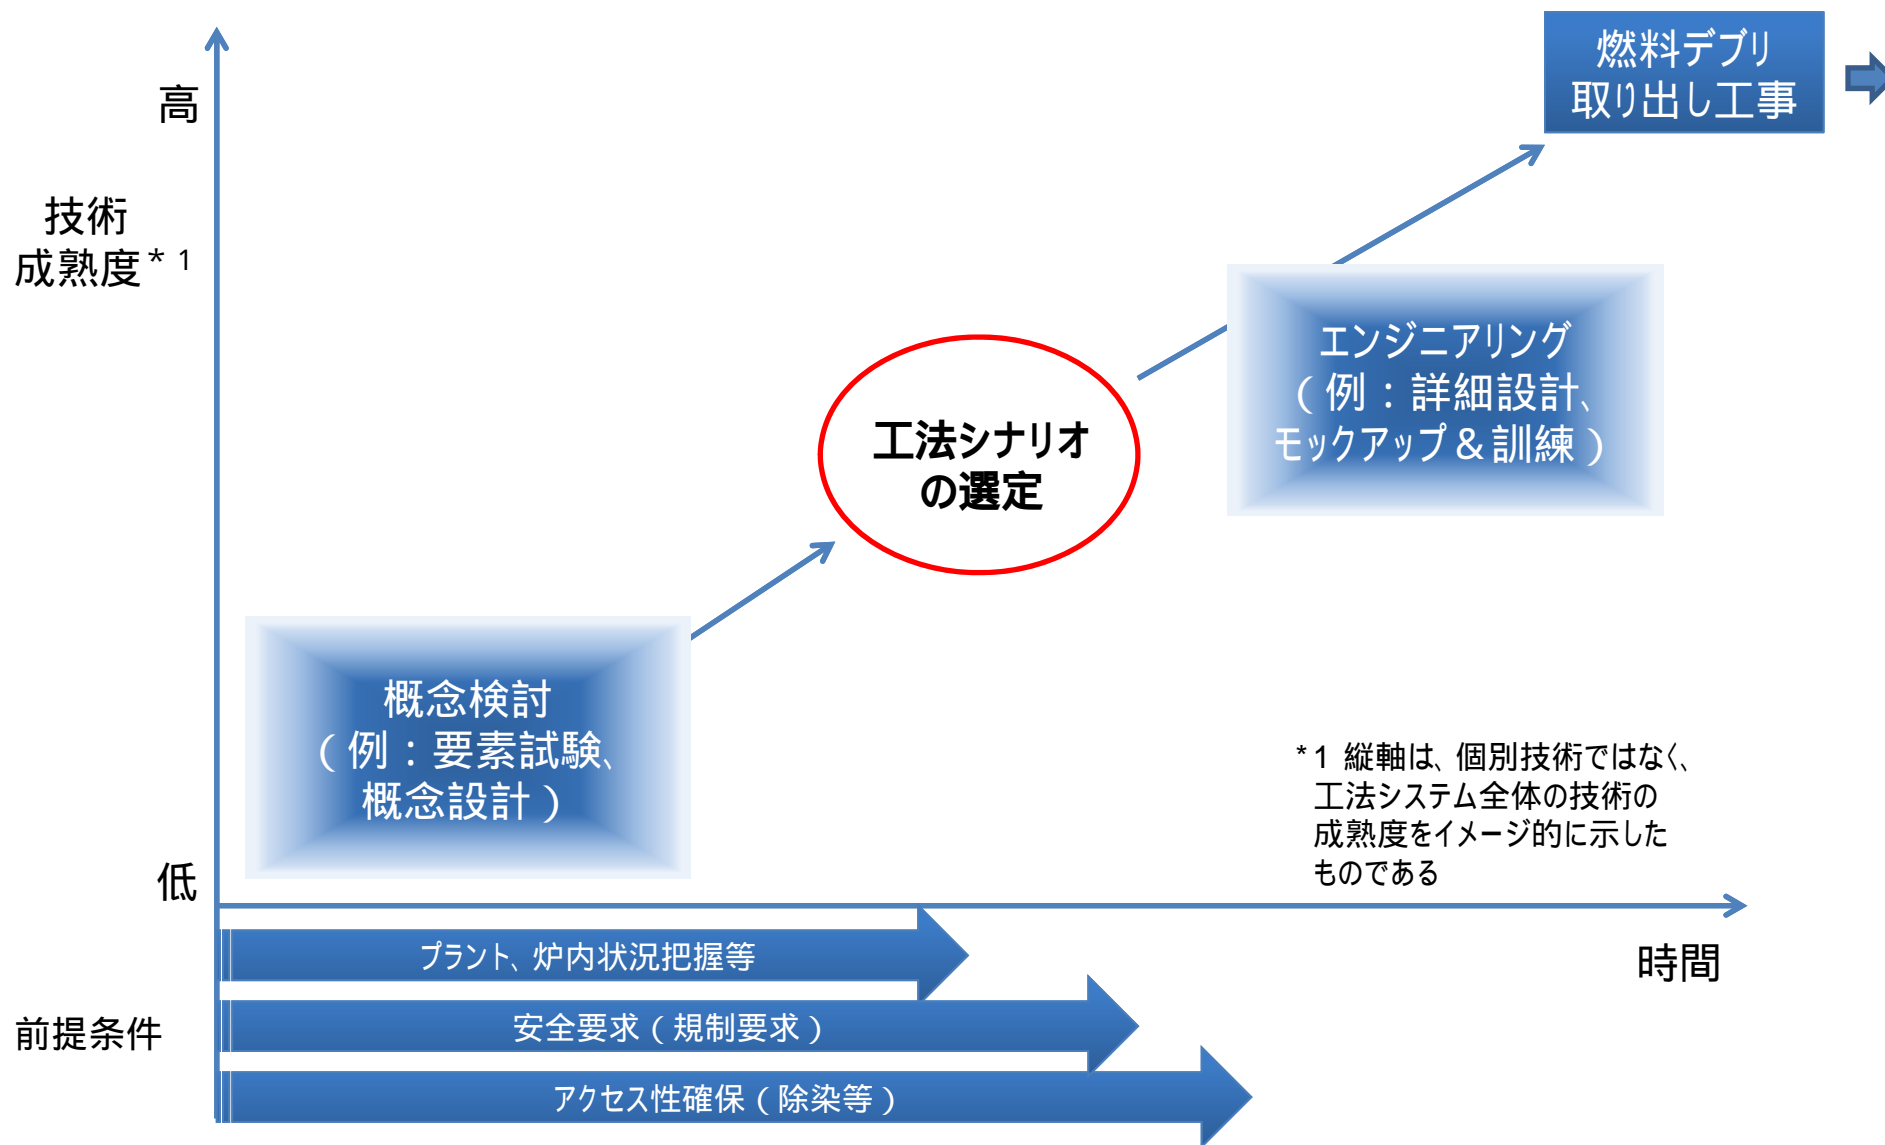 燃料デブリ
取り出し工事
高
技術
成熟度*1
エンジニアリング
(例:詳細設計、
モックアップ&訓練)
工法シナリオ
の選定
概念検討
(例:要素試験、
概念設計)
*1 縦軸は、個別技術ではなく、
工法システム全体の技術の
成熟度をイメージ的に示した
ものである
低
時間
前提条件
プラント、炉内状況把握等
安全要求(規制要求)
アクセス性確保(除染等)